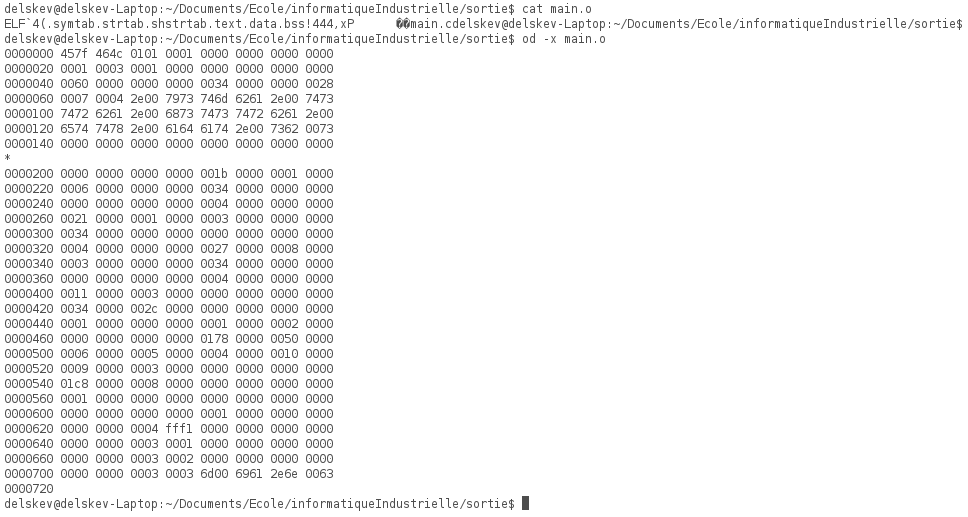 delskev@delskev-Laptop:~/Documents/Ecole/informatiqueIndustrielle/sortie$ cat main.o
ELF`4(.symtab.strtab.shstrtab.text.data.bss!444,xP ��main.cdelskev@delskev-Laptop:~/Documents/Ecole/informatiqueIndustrielle/sortie$
delskev@delskev-Laptop:~/Documents/Ecole/informatiqueIndustrielle/sortie$ od -x main.o
0000000 457f 464c 0101 0001 0000 0000 0000 0000
0000020 0001 0003 0001 0000 0000 0000 0000 0000
0000040 0060 0000 0000 0000 0034 0000 0000 0028
0000060 0007 0004 2e00 7973 746d 6261 2e00 7473
0000100 7472 6261 2e00 6873 7473 7472 6261 2e00
0000120 6574 7478 2e00 6164 6174 2e00 7362 0073
0000140 0000 0000 0000 0000 0000 0000 0000 0000
*
0000200 0000 0000 0000 0000 001b 0000 0001 0000
0000220 0006 0000 0000 0000 0034 0000 0000 0000
0000240 0000 0000 0000 0000 0004 0000 0000 0000
0000260 0021 0000 0001 0000 0003 0000 0000 0000
0000300 0034 0000 0000 0000 0000 0000 0000 0000
0000320 0004 0000 0000 0000 0027 0000 0008 0000
0000340 0003 0000 0000 0000 0034 0000 0000 0000
0000360 0000 0000 0000 0000 0004 0000 0000 0000
0000400 0011 0000 0003 0000 0000 0000 0000 0000
0000420 0034 0000 002c 0000 0000 0000 0000 0000
0000440 0001 0000 0000 0000 0001 0000 0002 0000
0000460 0000 0000 0000 0000 0178 0000 0050 0000
0000500 0006 0000 0005 0000 0004 0000 0010 0000
0000520 0009 0000 0003 0000 0000 0000 0000 0000
0000540 01c8 0000 0008 0000 0000 0000 0000 0000
0000560 0001 0000 0000 0000 0000 0000 0000 0000
0000600 0000 0000 0000 0000 0001 0000 0000 0000
0000620 0000 0000 0004 fff1 0000 0000 0000 0000
0000640 0000 0000 0003 0001 0000 0000 0000 0000
0000660 0000 0000 0003 0002 0000 0000 0000 0000
0000700 0000 0000 0003 0003 6d00 6961 2e6e 0063
0000720
delskev@delskev-Laptop:~/Documents/Ecole/informatiqueIndustrielle/sortie$